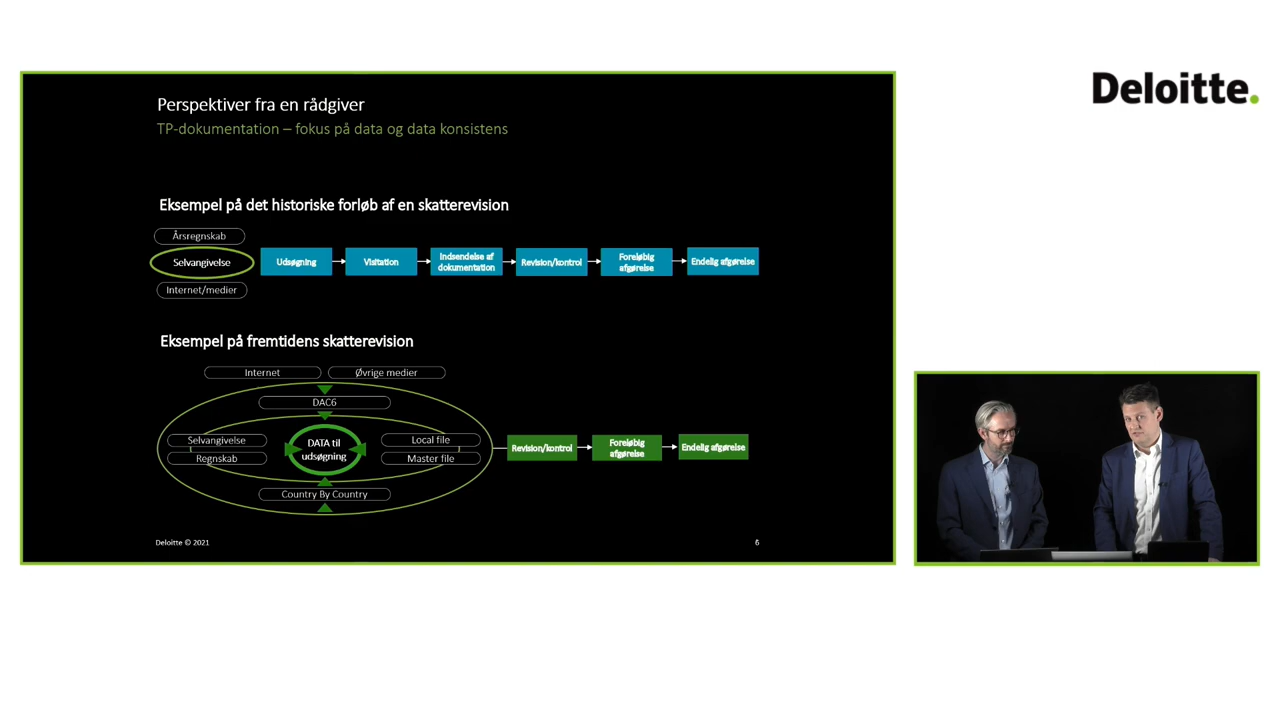 Deloitte.
Perspektiver fra en rådgiver
TP-dokumentation – fokus på data og data konsistens
Eksempel på det historiske forløb af en skatterevision
Årsregnskab
Selvangivelse
Internet/medier
Udsøgning
Visitation
Indsendelse af
dokumentation
Revision/kontrol
Foreløbig
afgørelse
Endelig afgørelse
Eksempel på fremtidens skatterevision
Internet
Øvrige medier
DAC6
Selvangivelse
Regnskab
DATA til
udsøgning
Local file
Master file
Country By Country
Revision/kontrol
Foreløbig
afgørelse
Endelig afgørelse
Deloitte © 2021
6